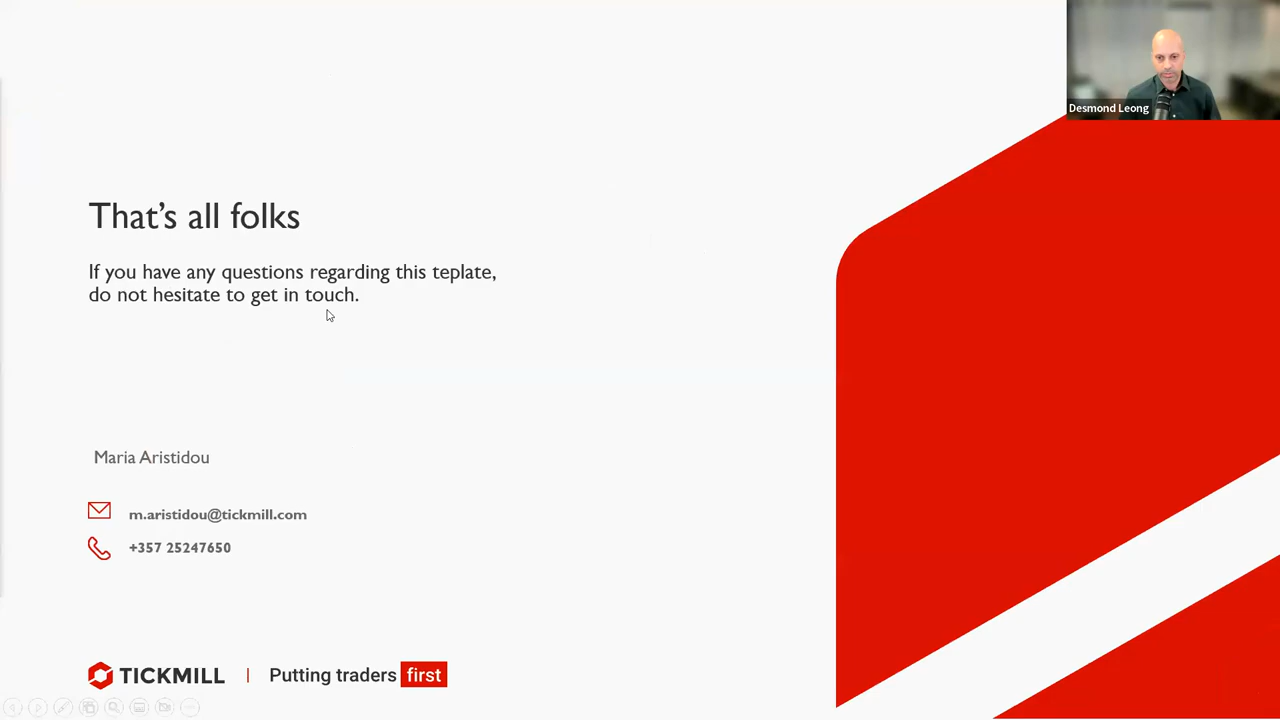 Desmond Leong
That's all folks
If you have any questions regarding this teplate,
do not hesitate to get in touch.
Maria Aristidou
m.aristidou@tickmill.com
+357 25247650
TICKMILL | Putting traders first